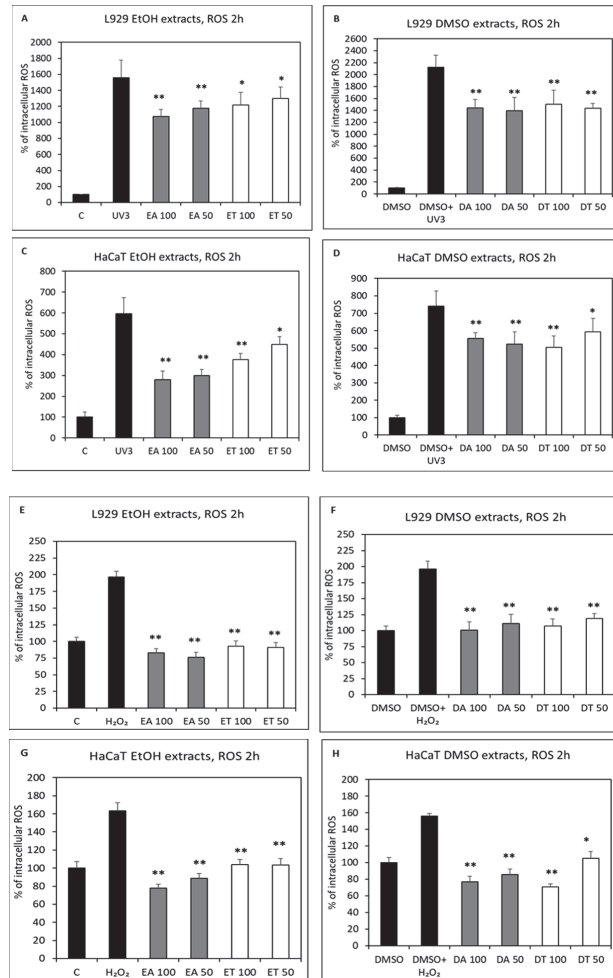 A
L929 EtOH extracts, ROS 2h
% of intracellular ROS
2000
1800
1600
1400
1200
1000
800
600
400
200
0
** ** * *
C UV3 EA 100 EA 50 ET 100 ET 50
B
L929 DMSO extracts, ROS 2h
% of intracellular ROS
2600
2400
2200
2000
1800
1600
1400
1200
1000
800
600
400
200
0
** ** ** **
DMSO DMSO+ DA 100 DA 50 DT 100 DT 50
UV3
C
HaCaT EtOH extracts, ROS 2h
% of intracellular ROS
800
700
600
500
400
300
200
100
0
** ** ** *
C UV3 EA 100 EA 50 ET 100 ET 50
D
HaCaT DMSO extracts, ROS 2h
% of intracellular ROS
900
800
700
600
500
400
300
200
100
0
** ** ** *
DMSO DMSO+ DA 100 DA 50 DT 100 DT 50
UV3
E
L929 EtOH extracts, ROS 2h
% of intracellular ROS
250
225
200
175
150
125
100
75
50
25
0
** ** ** **
C H₂O₂ EA 100 EA 50 ET 100 ET 50
F
L929 DMSO extracts, ROS 2h
% of intracellular ROS
250
225
200
175
150
125
100
75
50
25
0
** ** ** **
DMSO DMSO+ DA 100 DA 50 DT 100 DT 50
H₂O₂
G
HaCaT EtOH extracts, ROS 2h
% of intracellular ROS
200
180
160
140
120
100
80
60
40
20
0
** ** ** **
C H₂O₂ EA 100 EA 50 ET 100 ET 50
H
HaCaT DMSO extracts, ROS 2h
% of intracellular ROS
200
180
160
140
120
100
80
60
40
20
0
** ** ** *
DMSO DMSO+ DA 100 DA 50 DT 100 DT 50
H₂O₂